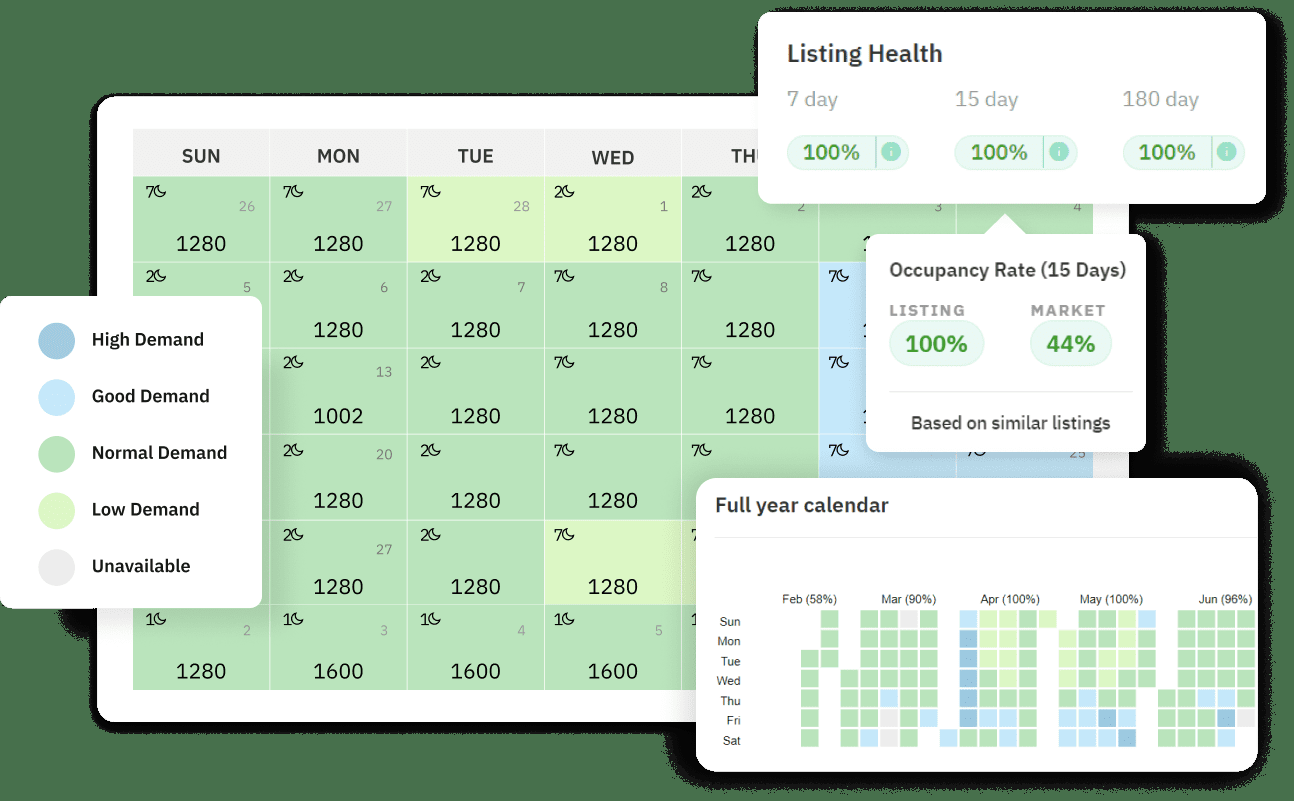 Listing Health
7 day 15 day 180 day
100% 100% 100%
SUN MON TUE WED TH
7 26 7 27 7 28 2 1 2 2 3 4
1280 1280 1280 1280 1280
2 5 2 6 2 7 7 8 7 7
1280 1280 1280 1280
2 13 2 7 7 7
1002 1280 1280 1280
2 20 2 7 7 7 25
1280 1280 1280
2 27 2 7
1280 1280 1280
1 2 1 3 1 4 1 5
1280 1600 1600 1600
Occupancy Rate (15 Days)
LISTING MARKET
100% 44%
Based on similar listings
High Demand
Good Demand
Normal Demand
Low Demand
Unavailable
Full year calendar
Feb (58%) Mar (90%) Apr (100%) May (100%) Jun (96%)
Sun
Mon
Tue
Wed
Thu
Fri
Sat